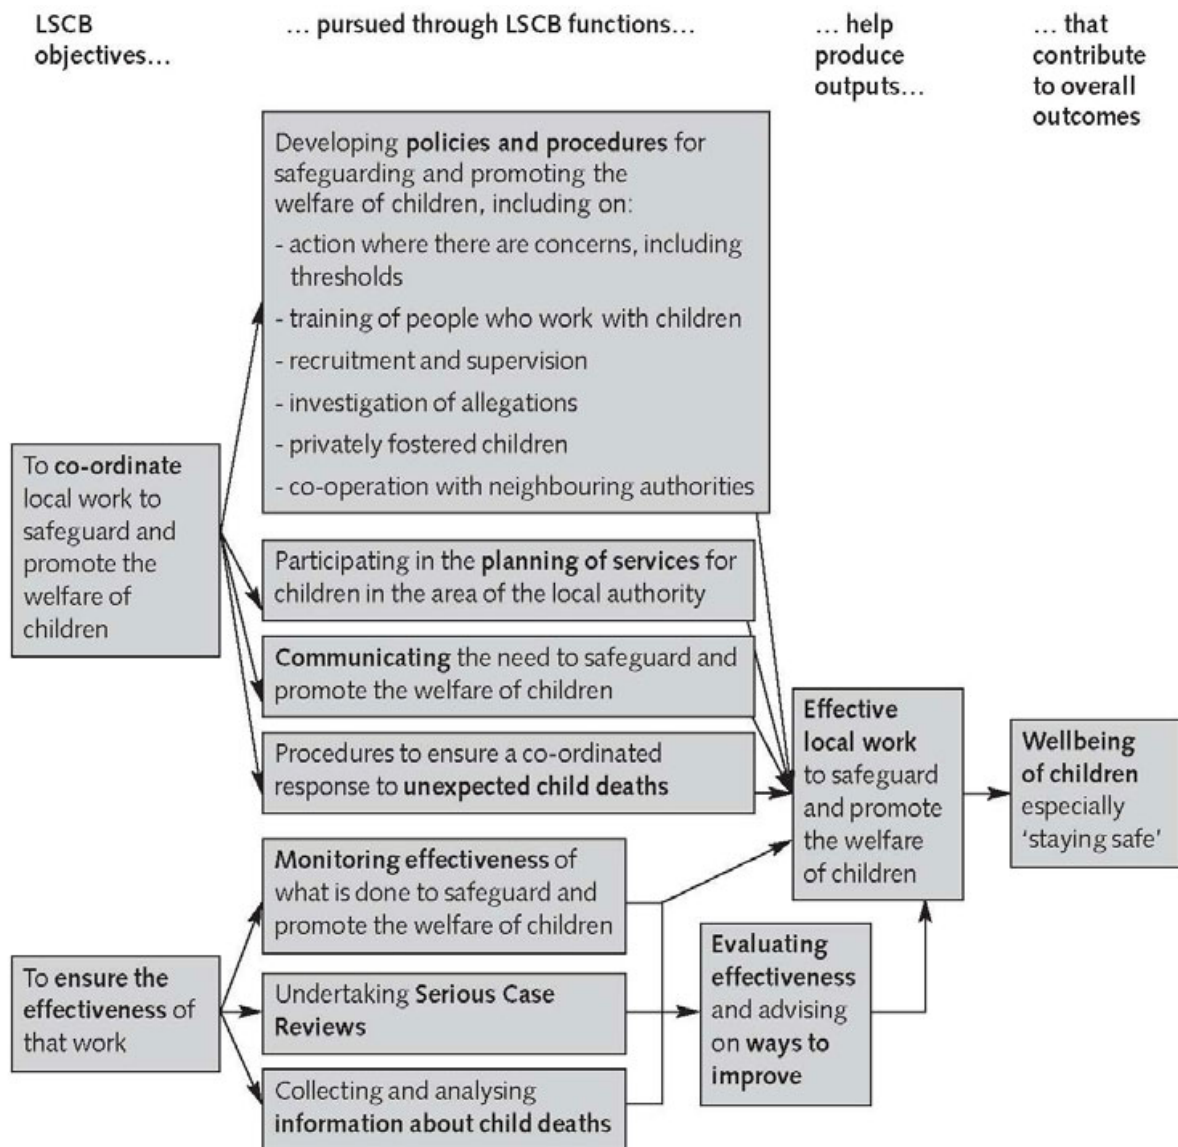 LSCB
objectives…
… pursued through LSCB functions…
… help
produce
outputs…
… that
contribute
to overall
outcomes
Developing policies and procedures for
safeguarding and promoting the
welfare of children, including on:
- action where there are concerns, including
thresholds
- training of people who work with children
- recruitment and supervision
- investigation of allegations
- privately fostered children
- co-operation with neighbouring authorities
To co-ordinate
local work to
safeguard and
promote the
welfare of
children
Participating in the planning of services for
children in the area of the local authority
Communicating the need to safeguard and
promote the welfare of children
Procedures to ensure a co-ordinated
response to unexpected child deaths
Effective
local work
to safeguard
and promote
the welfare
of children
Wellbeing
of children
especially
‘staying safe’
Monitoring effectiveness of
what is done to safeguard and
promote the welfare of children
To ensure the
effectiveness of
that work
Undertaking Serious Case
Reviews
Evaluating
effectiveness
and advising
on ways to
improve
Collecting and analysing
information about child deaths